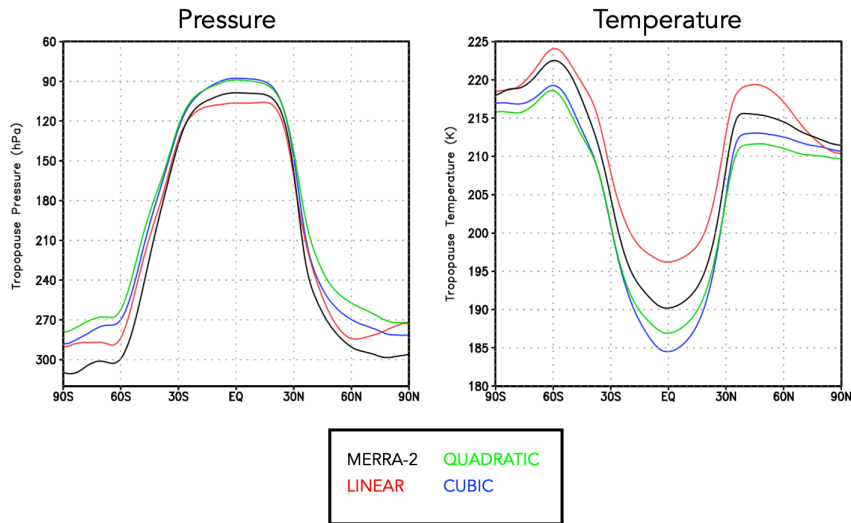 Pressure
Temperature
Tropopause Pressure (hPa)
60
90
120
150
180
210
240
270
300
90S 60S 30S EQ 30N 60N 90N
Tropopause Temperature (K)
225
220
215
210
205
200
195
190
185
180
90S 60S 30S EQ 30N 60N 90N
MERRA-2 QUADRATIC
LINEAR CUBIC